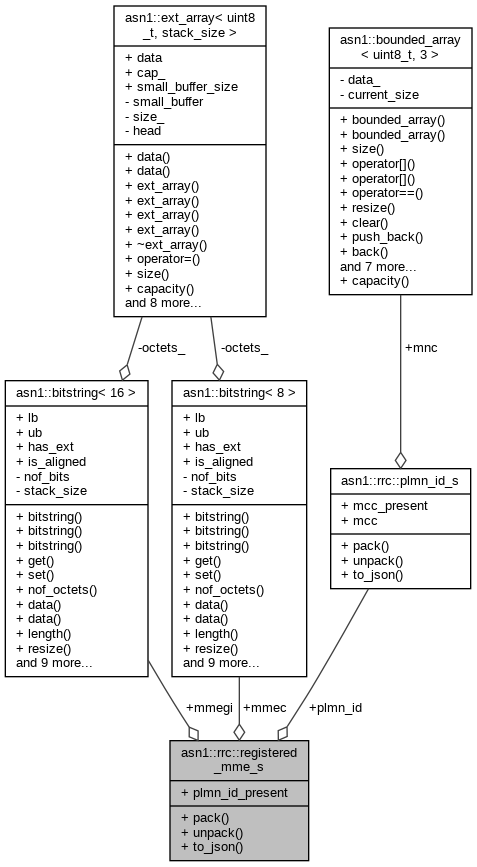 asn1::ext_array< uint8
_t, stack_size >
+ data
+ cap_
+ small_buffer_size
- small_buffer
- size_
- head
+ data()
+ data()
+ ext_array()
+ ext_array()
+ ext_array()
+ ext_array()
+ ~ext_array()
+ operator=()
+ size()
+ capacity()
and 8 more...
asn1::bounded_array
< uint8_t, 3 >
- data_
- current_size
+ bounded_array()
+ bounded_array()
+ size()
+ operator[]()
+ operator[]()
+ operator==()
+ resize()
+ clear()
+ push_back()
+ back()
and 7 more...
+ capacity()
-octets_
-octets_
+mnc
asn1::bitstring< 16 >
+ lb
+ ub
+ has_ext
+ is_aligned
- nof_bits
- stack_size
+ bitstring()
+ bitstring()
+ bitstring()
+ get()
+ set()
+ nof_octets()
+ data()
+ data()
+ length()
+ resize()
and 9 more...
asn1::bitstring< 8 >
+ lb
+ ub
+ has_ext
+ is_aligned
- nof_bits
- stack_size
+ bitstring()
+ bitstring()
+ bitstring()
+ get()
+ set()
+ nof_octets()
+ data()
+ data()
+ length()
+ resize()
and 9 more...
asn1::rrc::plmn_id_s
+ mcc_present
+ mcc
+ pack()
+ unpack()
+ to_json()
+mmegi
+mmec
+plmn_id
asn1::rrc::registered
_mme_s
+ plmn_id_present
+ pack()
+ unpack()
+ to_json()